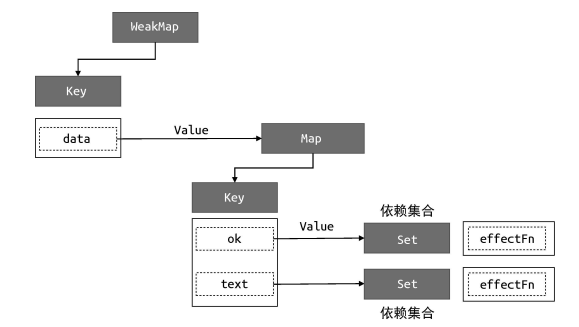 WeakMap
Key
data
Value
Map
Key
依赖集合
ok
Value
Set
effectFn
text
Set
effectFn
依赖集合